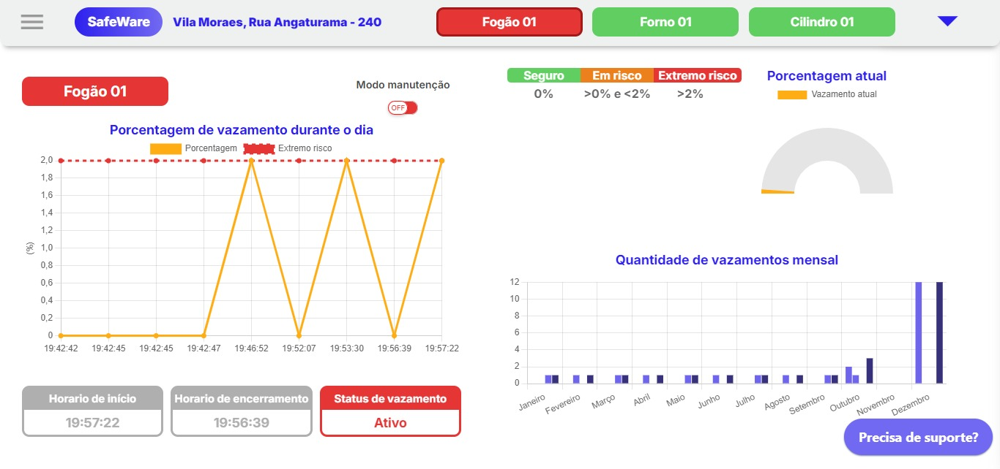 SafeWare
Vila Moraes, Rua Angaturama - 240
Fogão 01
Forno 01
Cilindro 01
Fogão 01
Modo manutenção
OFF
Porcentagem de vazamento durante o dia
Porcentagem
Extremo risco
2,0
1,8
1,6
1,4
1,2
1,0
0,8
0,6
0,4
0,2
0
(%)
19:42:42 19:42:45 19:42:45 19:42:47 19:46:52 19:52:07 19:53:30 19:56:39 19:57:22
Horario de início
19:57:22
Horario de encerramento
19:56:39
Status de vazamento
Ativo
Seguro Em risco Extremo risco
0% >0% e <2% >2%
Porcentagem atual
Vazamento atual
Quantidade de vazamentos mensal
12
10
8
6
4
2
0
Janeiro Fevereiro Março Abril Maio Junho Julho Agosto Setembro Outubro Novembro Dezembro
Precisa de suporte?